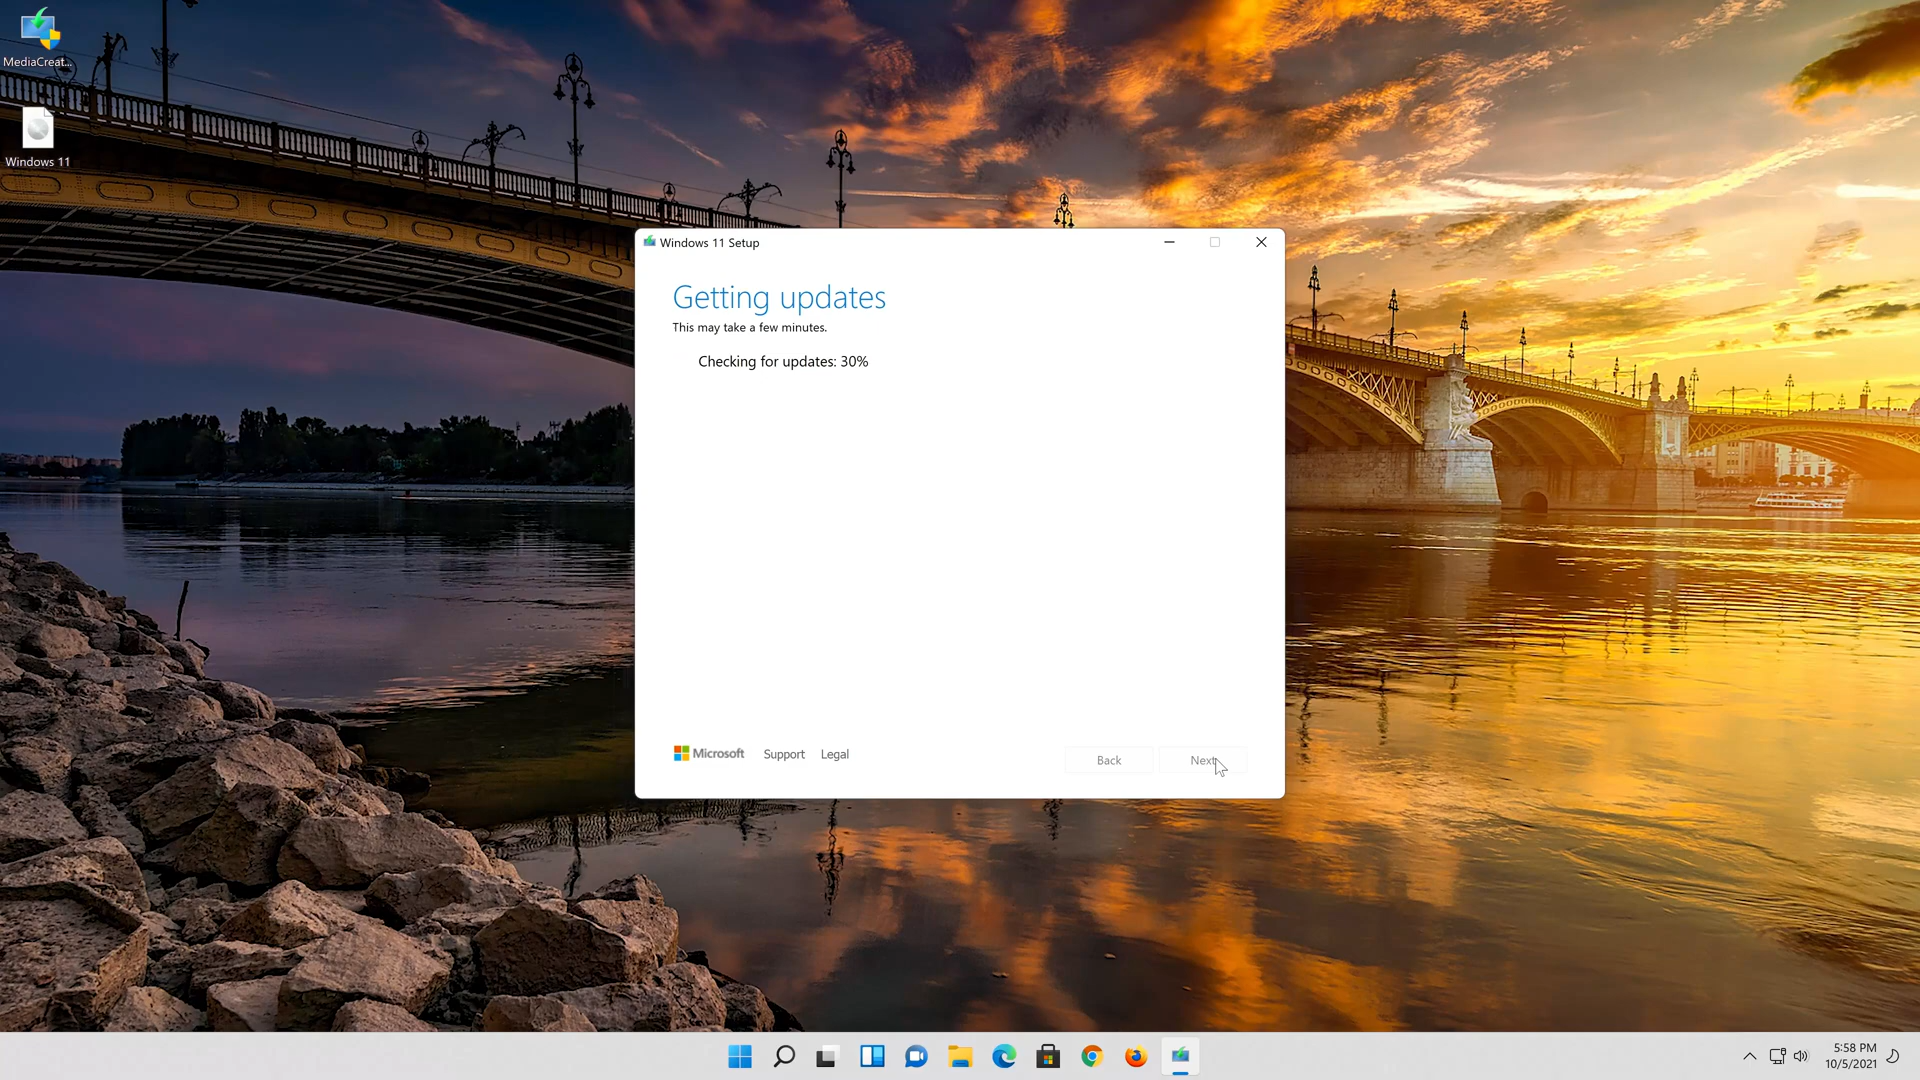 MediaCreat...
Windows 11
Windows 11 Setup
Getting updates
This may take a few minutes.
Checking for updates: 30%
Microsoft
Support
Legal
Back
Next
5:58 PM
10/5/2021